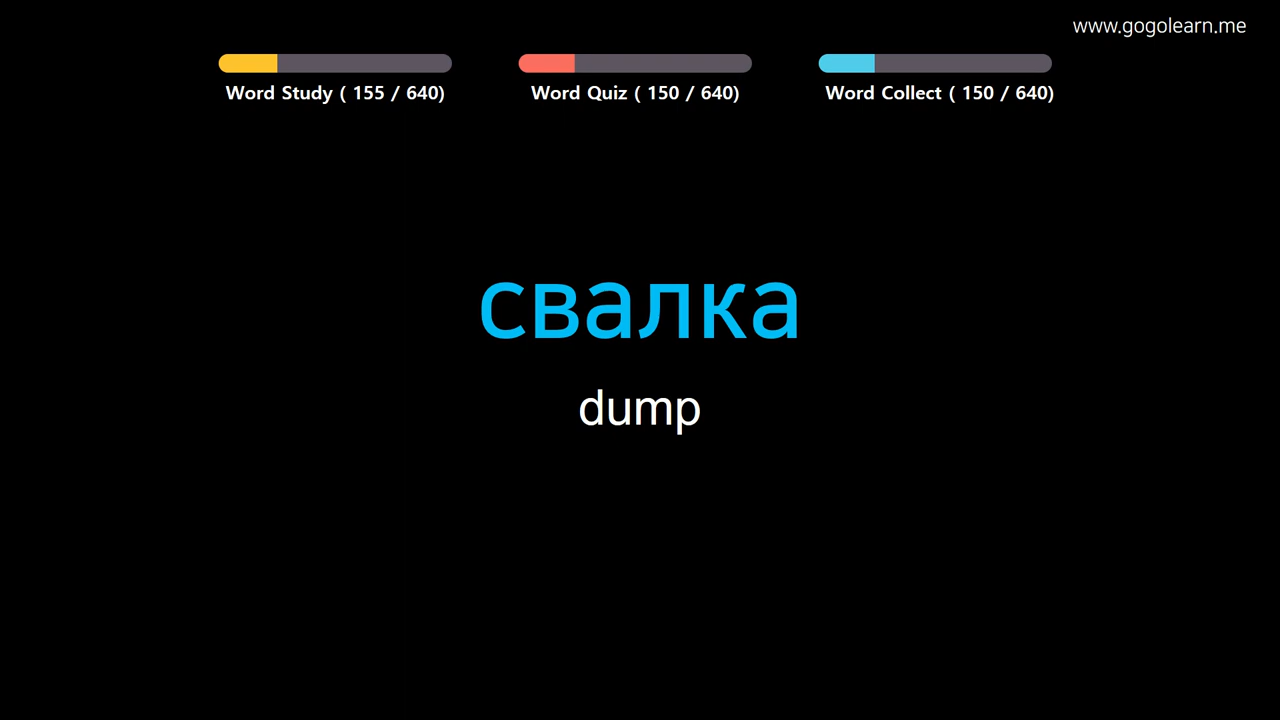 www.gogolearn.me
Word Study ( 155 / 640)
Word Quiz ( 150 / 640)
Word Collect ( 150 / 640)
свалка
dump